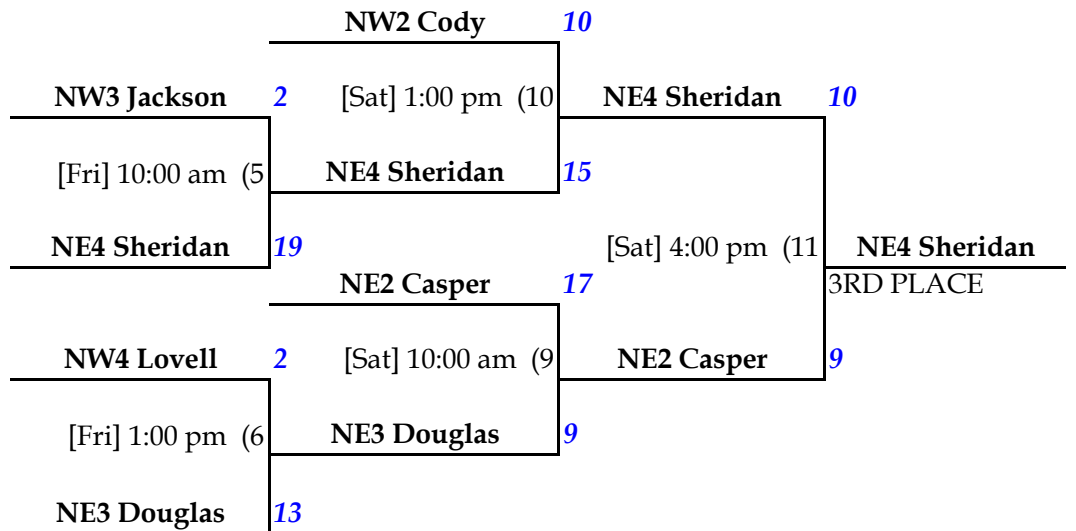 NW2 Cody 10
NW3 Jackson 2 [Sat] 1:00 pm (10 NE4 Sheridan 10
[Fri] 10:00 am (5 NE4 Sheridan 15
NE4 Sheridan 19 [Sat] 4:00 pm (11 NE4 Sheridan
NE2 Casper 17 3RD PLACE
NW4 Lovell 2 [Sat] 10:00 am (9 NE2 Casper 9
[Fri] 1:00 pm (6 NE3 Douglas 9
NE3 Douglas 13